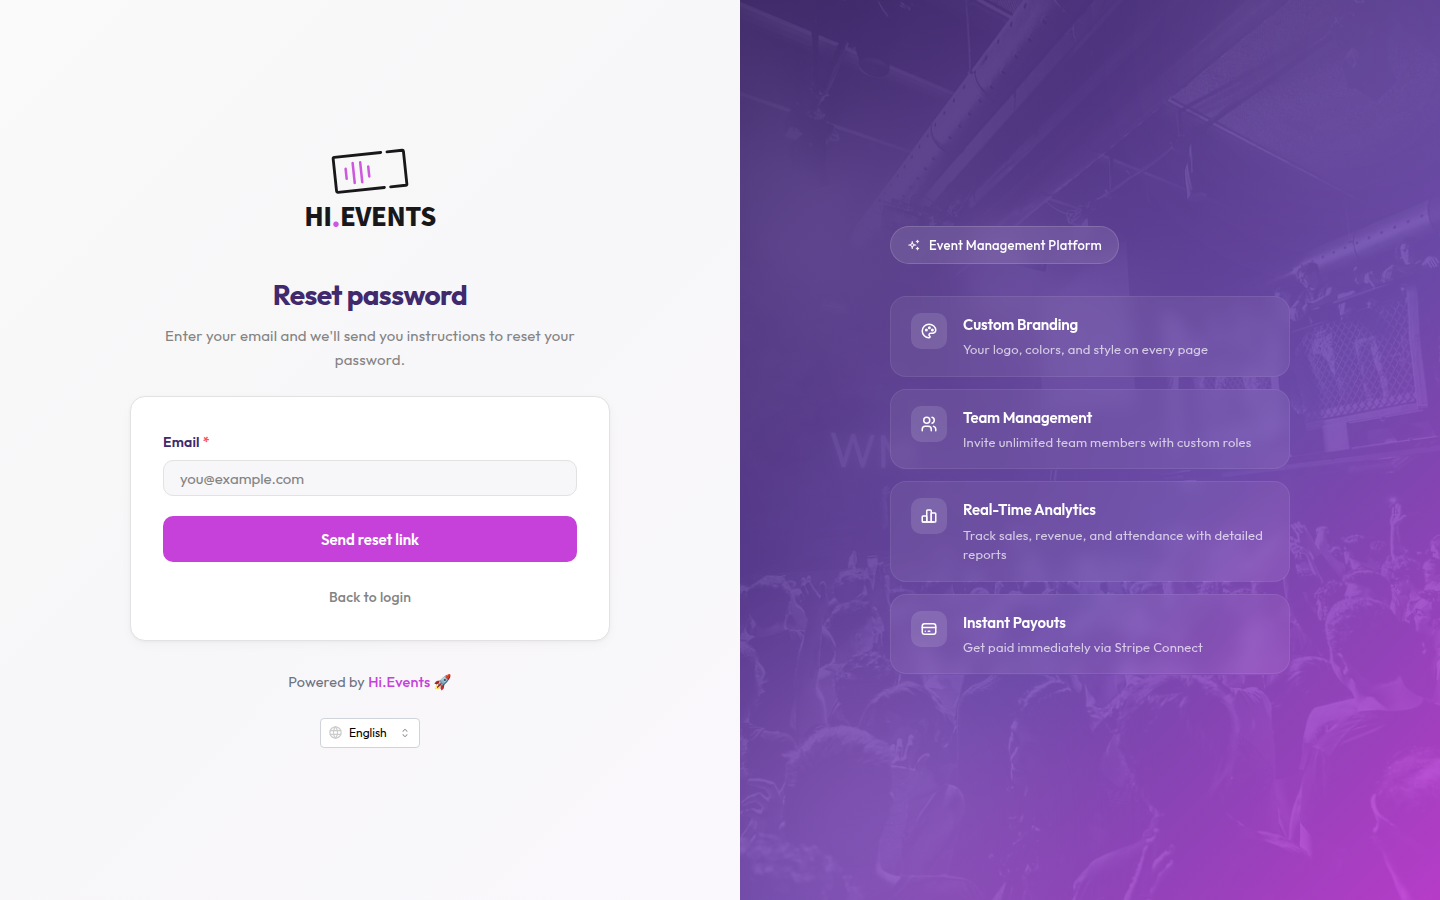 HI.EVENTS
Reset password
Enter your email and we'll send you instructions to reset your
password.
Email *
you@example.com
Send reset link
Back to login
Powered by Hi.Events 🚀
English
Event Management Platform
Custom Branding
Your logo, colors, and style on every page
Team Management
Invite unlimited team members with custom roles
Real-Time Analytics
Track sales, revenue, and attendance with detailed
reports
Instant Payouts
Get paid immediately via Stripe Connect